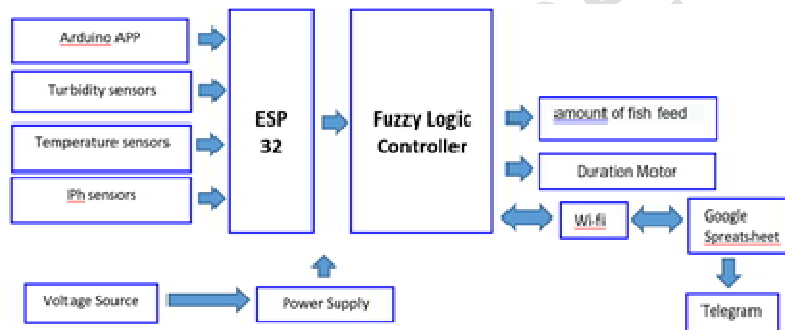 Arduino APP
Turbidity sensors
Temperature sensors
IPh sensors
ESP
32
Fuzzy Logic
Controller
amount of fish feed
Duration Motor
Wi-fi
Google
Spreatsheet
Voltage Source
Power Supply
Telegram